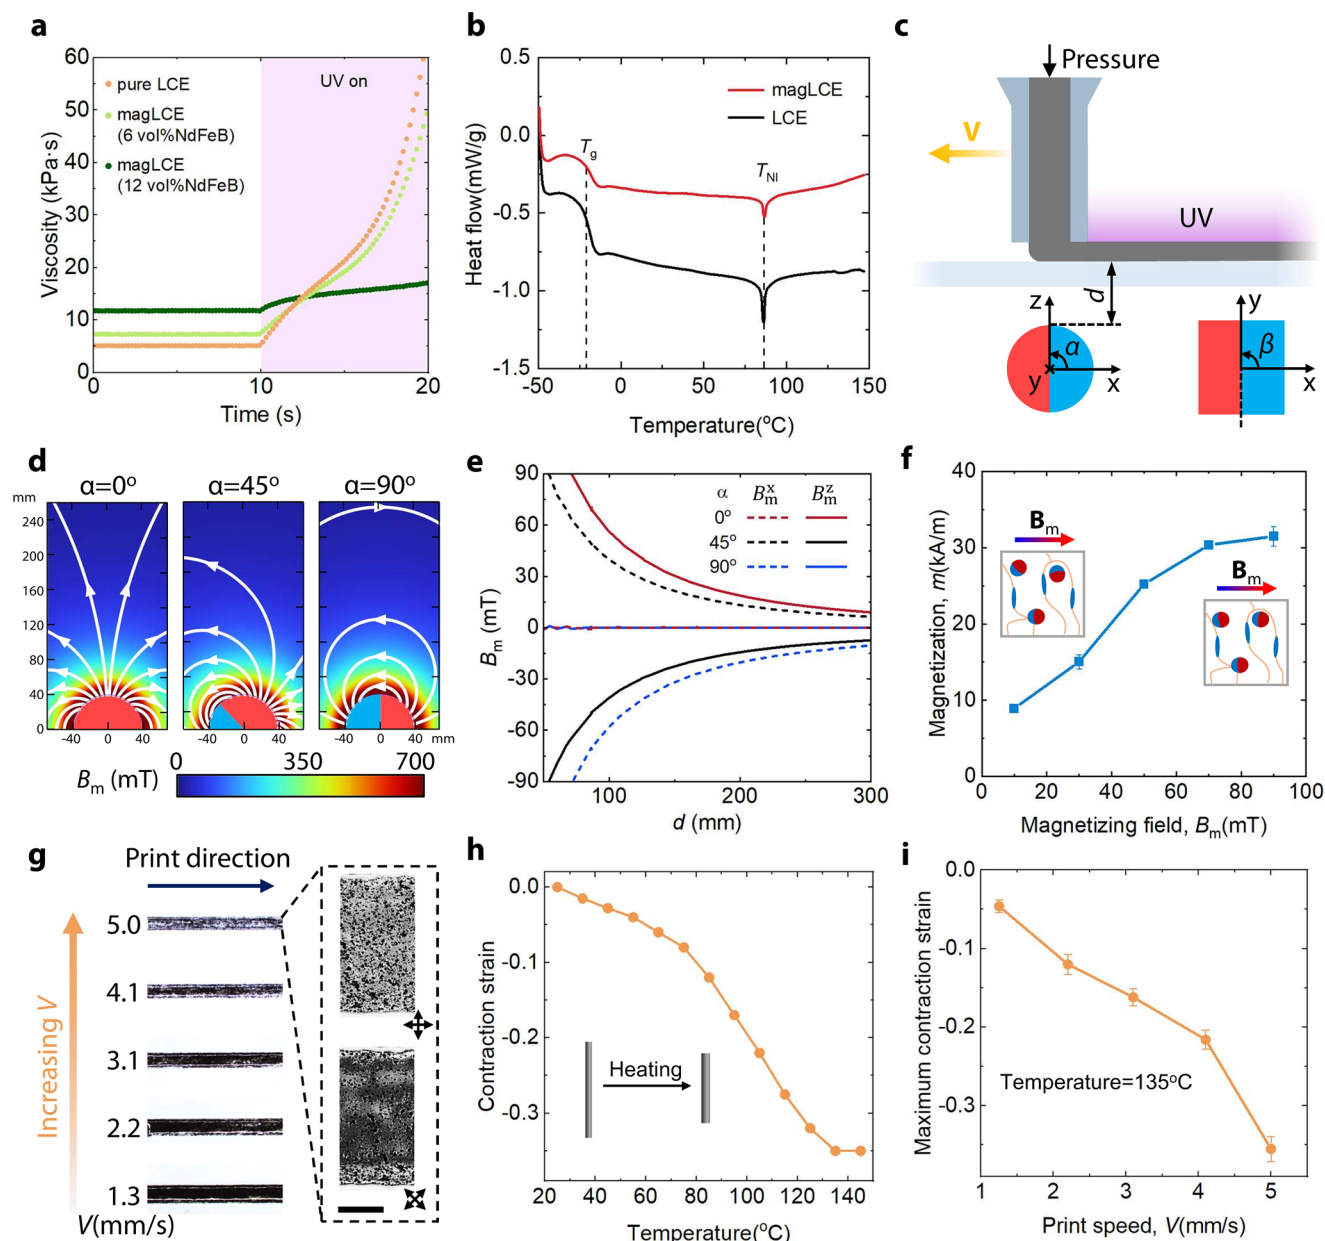 a
60
50
40
30
20
10
0
Viscosity (kPa·s)
pure LCE
magLCE
(6 vol%NdFeB)
magLCE
(12 vol%NdFeB)
UV on
0
10
20
Time (s)
b
0.5
0.0
-0.5
-1.0
-1.5
Heat flow(mW/g)
magLCE
LCE
Tg
TNI
-50
0
50
100
150
Temperature(°C)
c
Pressure
V
UV
d
z
α
y
x
y
β
x
d
α=0°
α=45°
α=90°
mm
240
200
160
120
80
40
0
-40
0
40
-40
0
40
-40
0
40
mm
0
350
700
Bm (mT)
e
90
60
30
0
-30
-60
-90
Bm (mT)
α
Bmx
Bmz
0°
45°
90°
100
200
300
d (mm)
f
40
30
20
10
0
Magnetization, m(kA/m)
Bm
Bm
0
20
40
60
80
100
Magnetizing field, Bm(mT)
g
Print direction
Increasing V
5.0
4.1
3.1
2.2
1.3
V(mm/s)
h
0.0
-0.1
-0.2
-0.3
Contraction strain
Heating
20
40
60
80
100
120
140
Temperature(°C)
i
0.0
-0.1
-0.2
-0.3
Maximum contraction strain
Temperature=135°C
1
2
3
4
5
Print speed, V(mm/s)